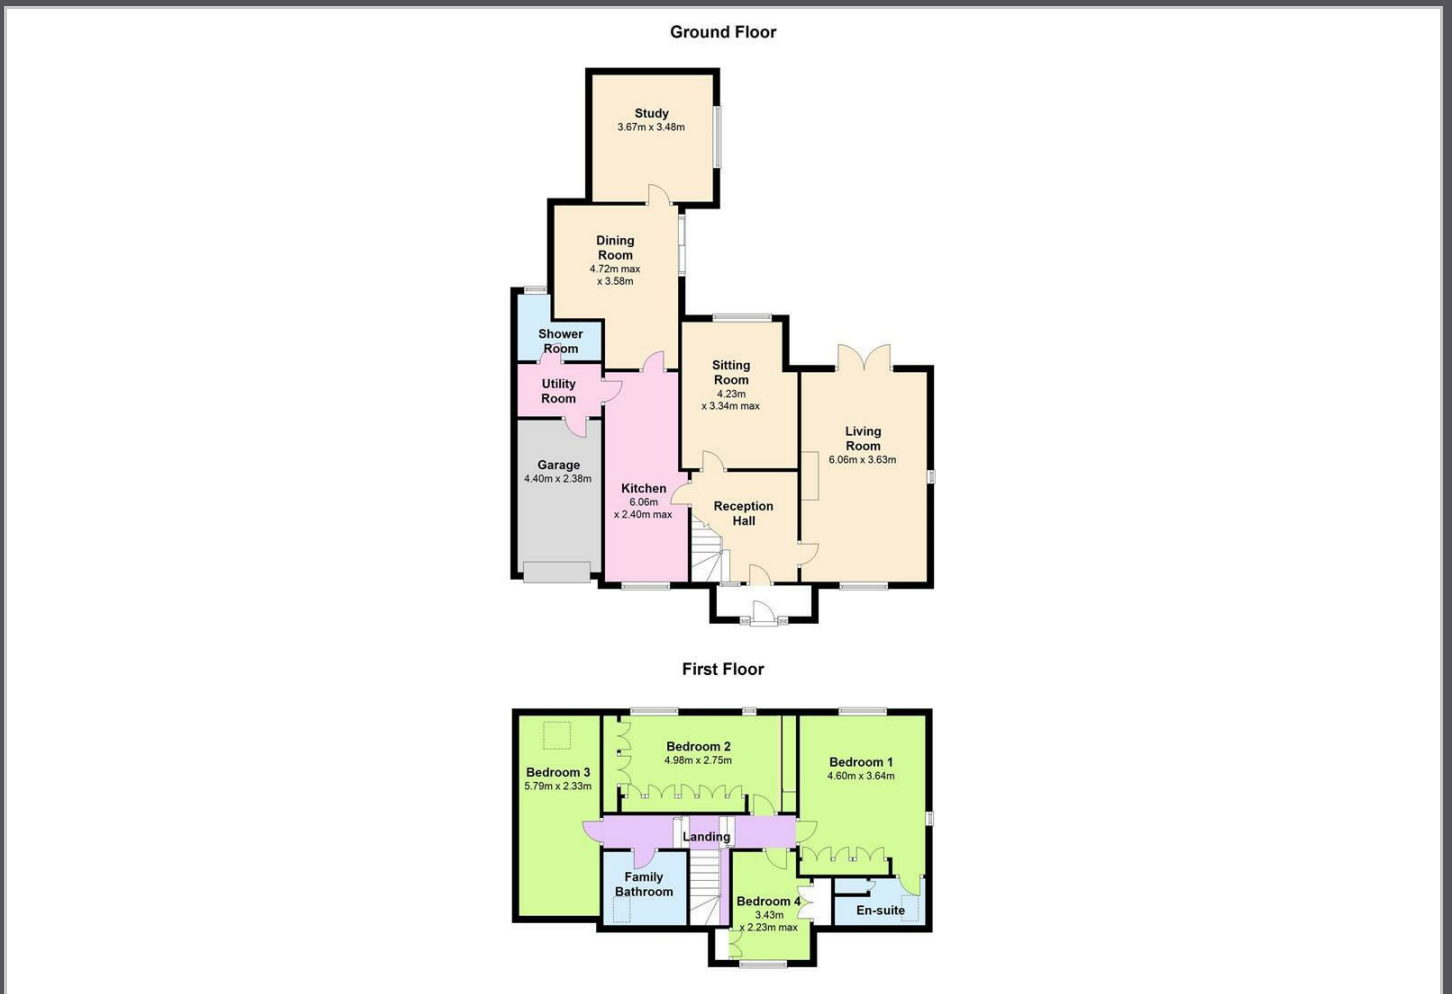 Ground Floor
Study
3.67m x 3.48m
Dining
Room
4.72m max
x 3.58m
Shower
Room
Utility
Room
Sitting
Room
4.23m
x 3.34m max
Living
Room
6.06m x 3.63m
Garage
4.40m x 2.38m
Kitchen
6.06m
x 2.40m max
Reception
Hall
First Floor
Bedroom 2
4.98m x 2.75m
Bedroom 1
4.60m x 3.64m
Bedroom 3
5.79m x 2.33m
Landing
Family
Bathroom
Bedroom 4
3.43m
x 2.23m max
En-suite